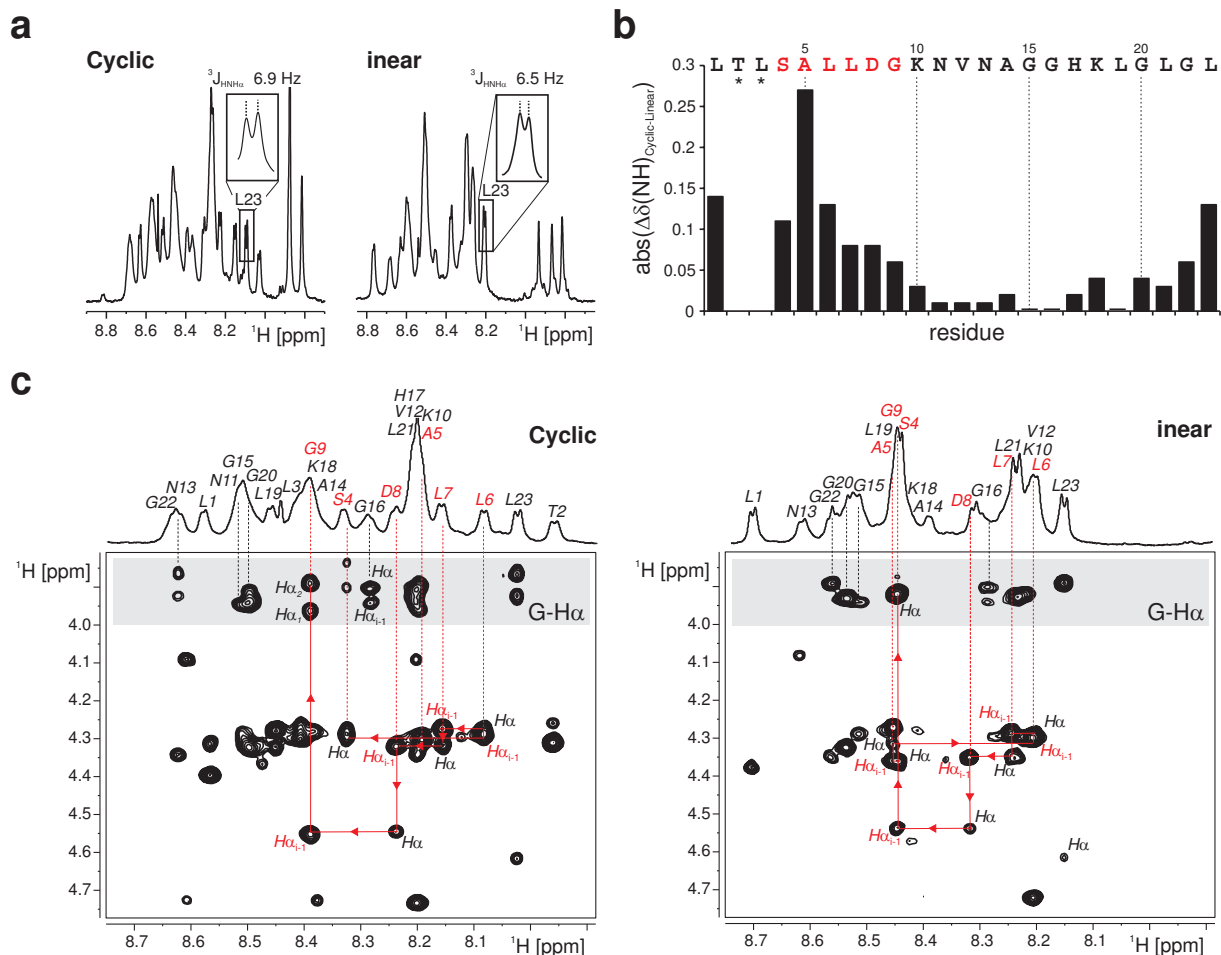 a
Cyclic
³J_HNHα 6.9 Hz
L23
8.8 8.6 8.4 8.2
¹H [ppm]
inear
³J_HNHα 6.5 Hz
L23
8.8 8.6 8.4 8.2
¹H [ppm]
b
5 10 15 20
L T L S A L L D G K N V N A G G H K L G L G L
* *
0.3
0.25
0.2
0.15
0.1
0.05
0
abs(Δδ(NH)Cyclic-Linear
residue
c
Cyclic
G22
N13
L1
N11
G15
G20
L19
L3
G9
K18
A14
S4
G16
D8
H17
V12
L21
K10
A5
L7
L6
L23
T2
¹H [ppm]
4.0
4.1
4.2
4.3
4.4
4.5
4.6
4.7
Hα₂
Hα₁
Hα
Hαi-1
G-Hα
Hαi-1
Hα
Hα
Hαi-1
Hα
Hαi-1
Hαi-1
Hα
8.6 8.5 8.4 8.3 8.2 8.1
¹H [ppm]
inear
L1
N13
G22
G20
G15
A5
L19
G9
S4
K18
A14
D8
G16
L7
L21
V12
K10
L6
L23
¹H [ppm]
4.0
4.1
4.2
4.3
4.4
4.5
4.6
4.7
Hα
G-Hα
Hαi-1
Hα
Hα
Hαi-1
Hαi-1
Hα
Hαi-1
Hα
Hαi-1
Hα
Hα
8.7 8.6 8.5 8.4 8.3 8.2 8.1
¹H [ppm]